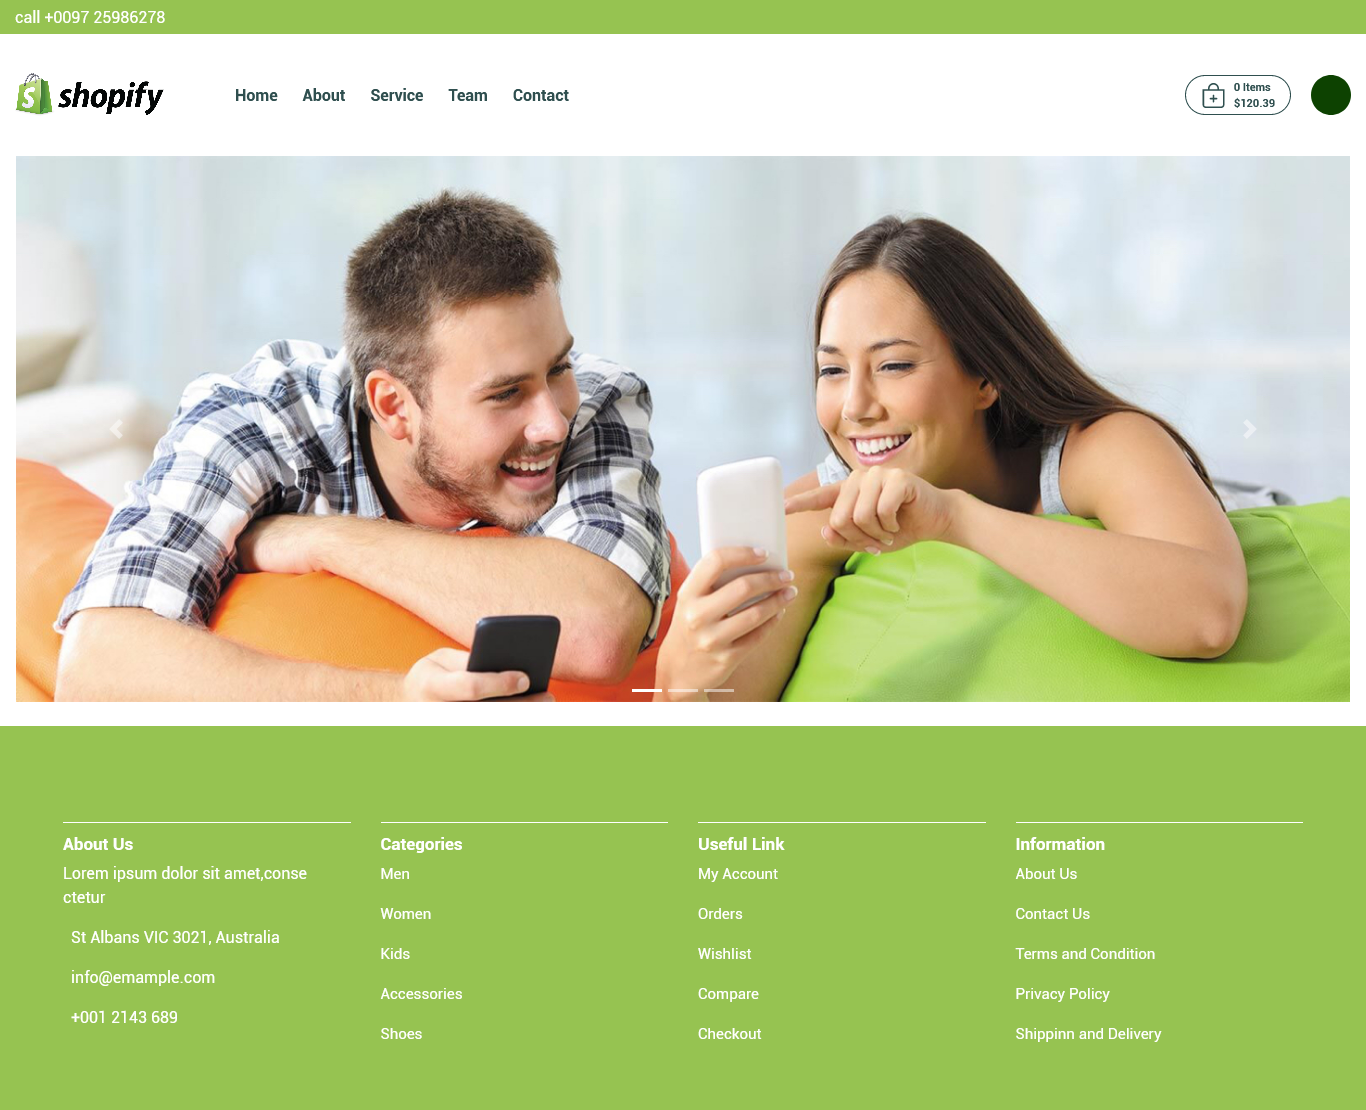 call +0097 25986278
shopify
Home About Service Team Contact
0 Items
$120.39
About Us
Lorem ipsum dolor sit amet,conse
ctetur
St Albans VIC 3021, Australia
info@emample.com
+001 2143 689
Categories
Men
Women
Kids
Accessories
Shoes
Useful Link
My Account
Orders
Wishlist
Compare
Checkout
Information
About Us
Contact Us
Terms and Condition
Privacy Policy
Shippinn and Delivery